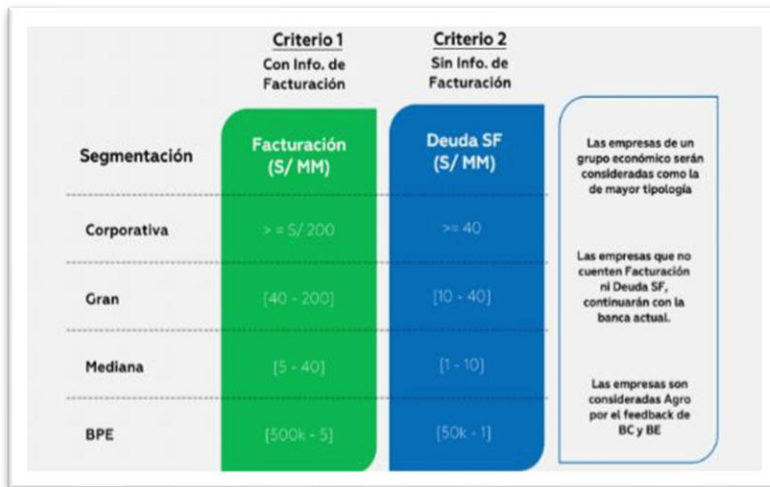 Criterio 1
Con Info. de
Facturación
Criterio 2
Sin Info. de
Facturación
Segmentación
Facturación
(S/ MM)
Deuda SF
(S/ MM)
Corporativa
> = S/ 200
>= 40
Gran
[40 - 200]
[10 - 40]
Mediana
[5 - 40]
[1 - 10]
BPE
[500k - 5]
[50k - 1]
Las empresas de un
grupo económico serán
consideradas como la
de mayor tipología
Las empresas que no
cuenten Facturación
ni Deuda SF,
continuarán con la
banca actual.
Las empresas son
consideradas Agro
por el feedback de
BC y BE